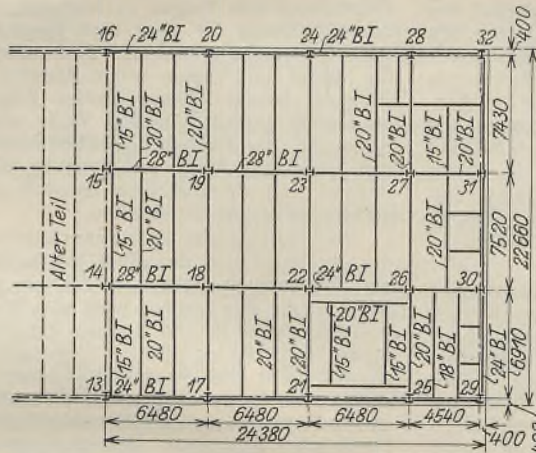 16 24"BI 20 24 24"BI 28 32 400
15"BI 20"BI 20"BI 20"BI 20"BI 15"BI 20"BI 7430
28" BI 28" BI
15 19 23 27 31
Alter Teil 15"BI 20"BI 20"BI 7520 22660
14 28"BI 18 22 24"BI 26 30
20"BI
15"BI 20"BI 20"BI 20"BI 15"BI 15"BI 20"BI 18"BI 24"BI 6910
13 24"BI 17 21 25 29
6480 6480 6480 4540
24380 400 400